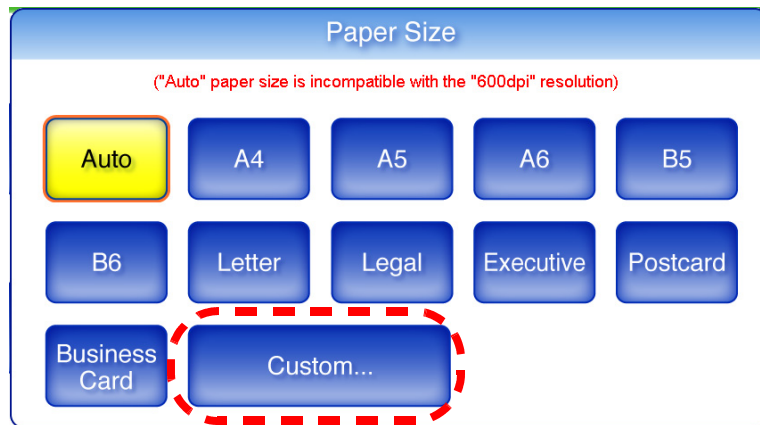 Paper Size
("Auto" paper size is incompatible with the "600dpi" resolution)
Auto
A4
A5
A6
B5
B6
Letter
Legal
Executive
Postcard
Business
Card
Custom...